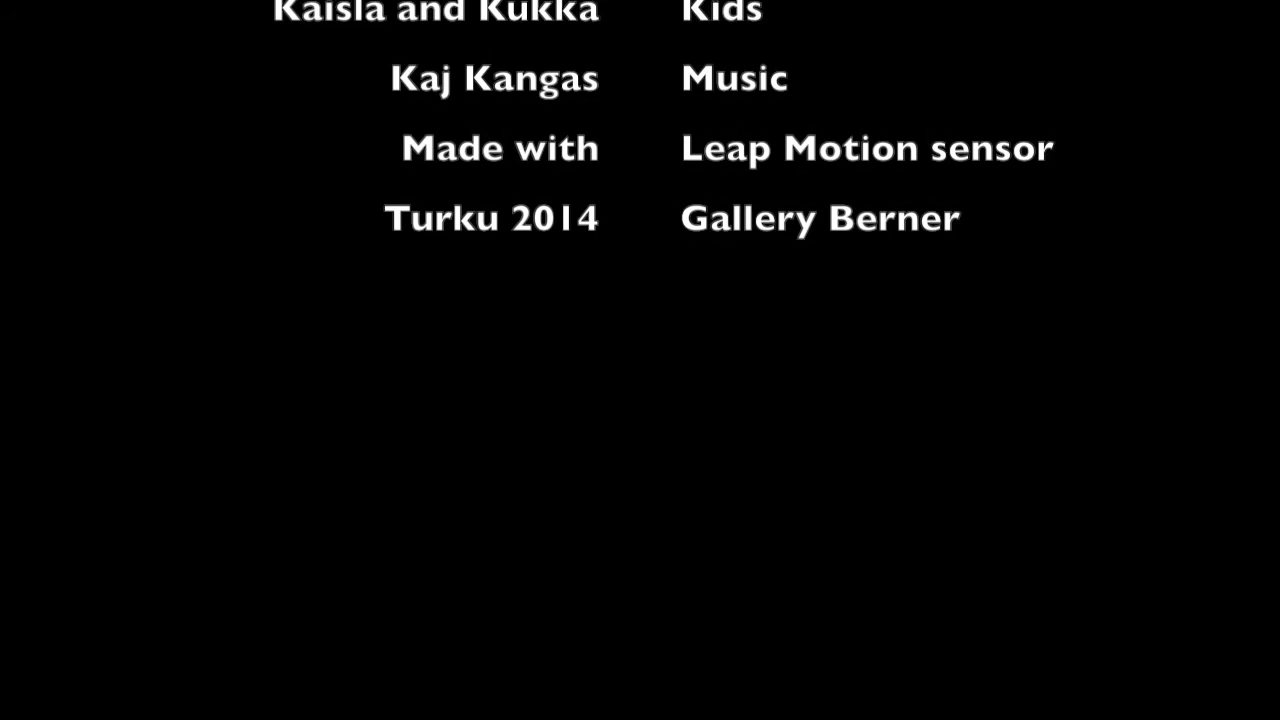 Kaisla and Kukka Kids
Kaj Kangas Music
Made with Leap Motion sensor
Turku 2014 Gallery Berner